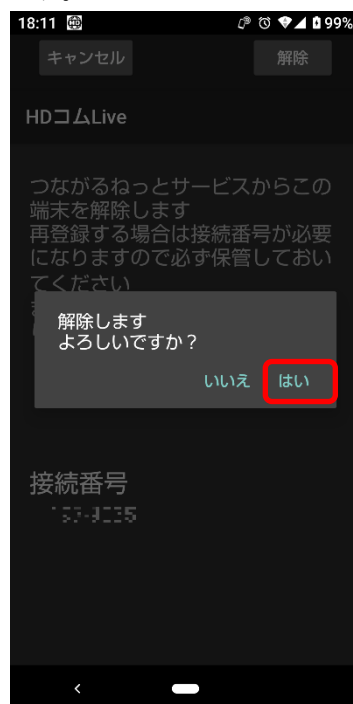 18:11
99%
キャンセル
解除
HDコムLive
つながるねっとサービスからこの
端末を解除します
再登録する場合は接続番号が必要
になりますので必ず保管しておい
てください
解除します
よろしいですか？
いいえ
はい
接続番号